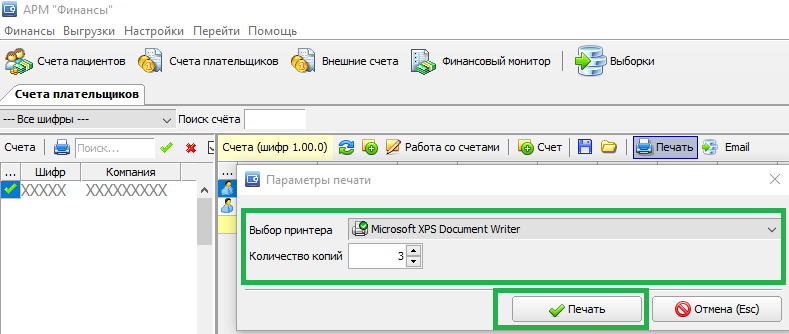 АРМ "Финансы"
Финансы Выгрузки Настройки Перейти Помощь
Счета пациентов Счета плательщиков Внешние счета Финансовый монитор Выборки
Счета плательщиков
--- Все шифры --- Поиск счёта
Счета Поиск... Счета (шифр 1.00.0) Работа со счетами Счет Печать Email
... Шифр Компания ...
XXXXX XXXXXXXXX
Параметры печати
Выбор принтера Microsoft XPS Document Writer
Количество копий 3
Печать Отмена (Esc)